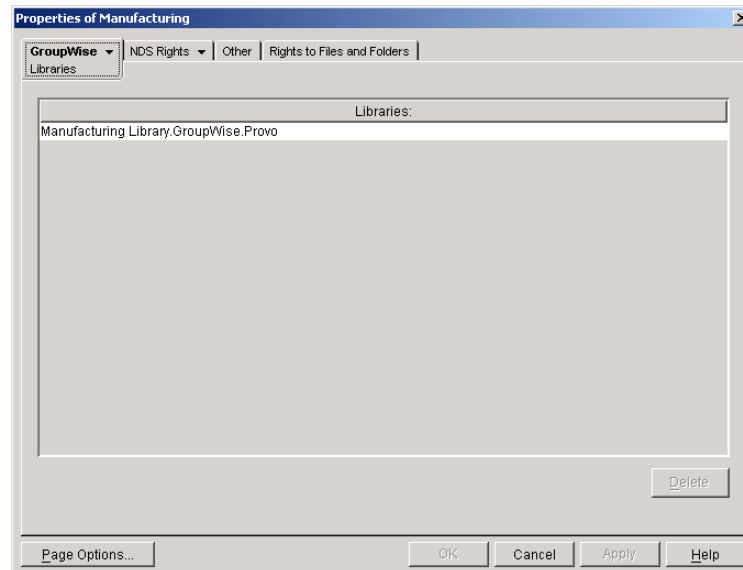 Properties of Manufacturing
GroupWise NDS Rights Other Rights to Files and Folders
Libraries
Libraries:
Manufacturing Library.GroupWise.Provo
Delete
Page Options... OK Cancel Apply Help